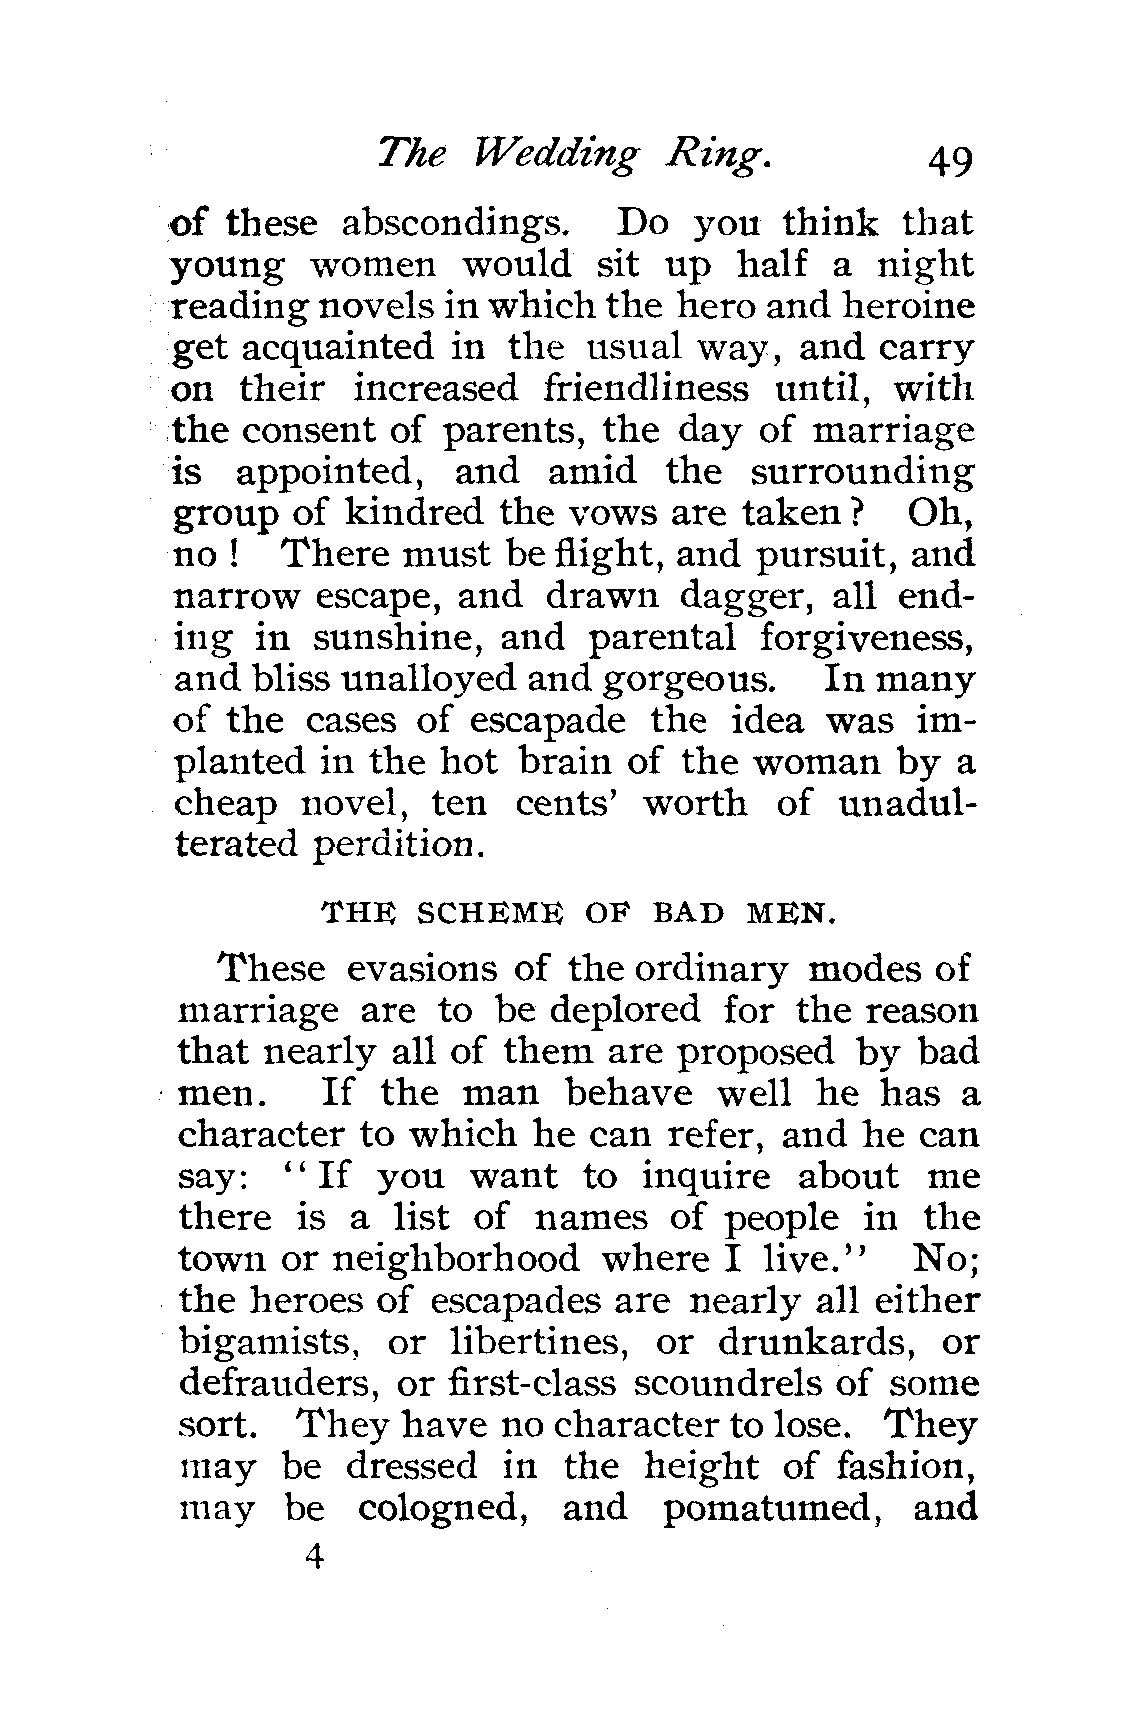 The Wedding Ring. 49
of these abscondings. Do you think that
young women would sit up half a night
reading novels in which the hero and heroine
get acquainted in the usual way, and carry
on their increased friendliness until, with
the consent of parents, the day of marriage
is appointed, and amid the surrounding
group of kindred the vows are taken? Oh,
no! There must be flight, and pursuit, and
narrow escape, and drawn dagger, all end-
ing in sunshine, and parental forgiveness,
and bliss unalloyed and gorgeous. In many
of the cases of escapade the idea was im-
planted in the hot brain of the woman by a
cheap novel, ten cents' worth of unadul-
terated perdition.
THE SCHEME OF BAD MEN.
These evasions of the ordinary modes of
marriage are to be deplored for the reason
that nearly all of them are proposed by bad
men. If the man behave well he has a
character to which he can refer, and he can
say: "If you want to inquire about me
there is a list of names of people in the
town or neighborhood where I live." No;
the heroes of escapades are nearly all either
bigamists, or libertines, or drunkards, or
defrauders, or first-class scoundrels of some
sort. They have no character to lose. They
may be dressed in the height of fashion,
may be cologned, and pomatumed, and
4